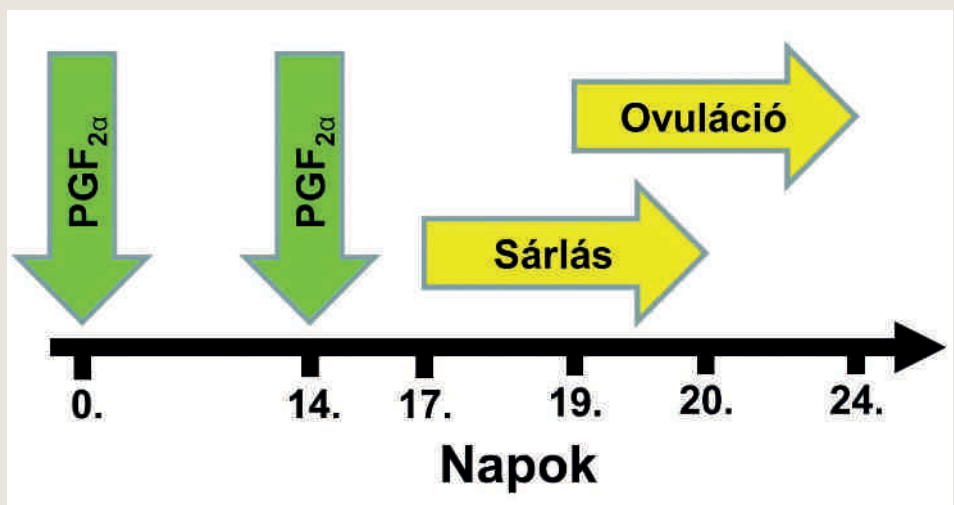 PGF2α
PGF2α
Ovuláció
Sárlás
0.
14.
17.
19.
20.
24.
Napok